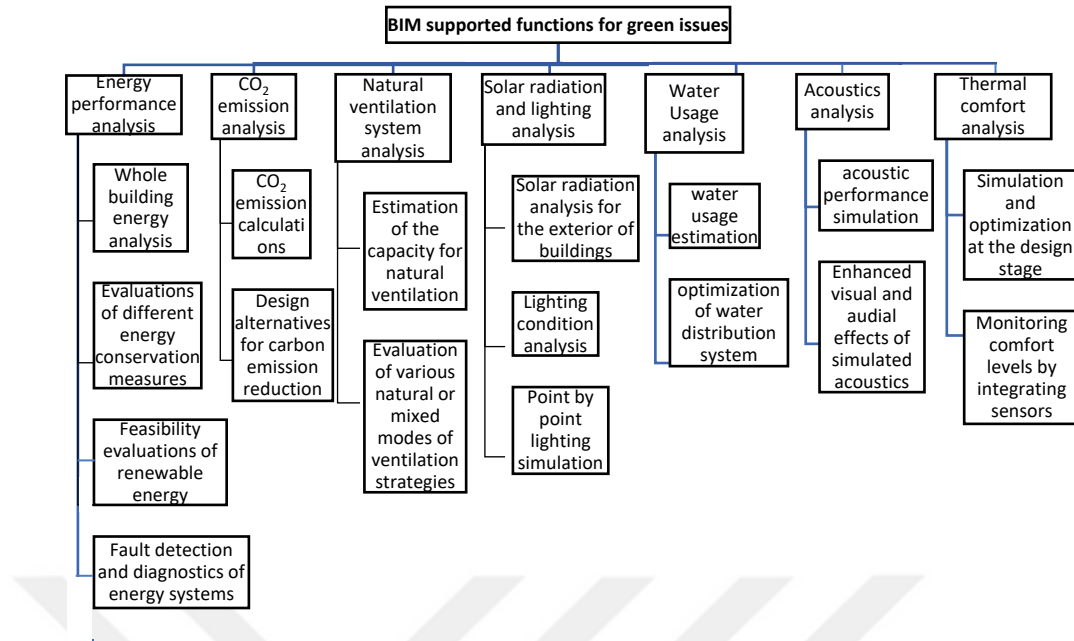 BIM supported functions for green issues
Energy
performance
analysis
Whole
building
energy
analysis
Evaluations
of different
energy
conservation
measures
Feasibility
evaluations of
renewable
energy
Fault detection
and diagnostics of
energy systems
CO2
emission
analysis
CO2
emission
calculati
ons
Design
alternatives
for carbon
emission
reduction
Natural
ventilation
system
analysis
Estimation
of the
capacity for
natural
ventilation
Evaluation
of various
natural or
mixed
modes of
ventilation
strategies
Solar radiation
and lighting
analysis
Solar radiation
analysis for
the exterior of
buildings
Lighting
condition
analysis
Point by
point lighting
simulation
Water
Usage
analysis
water
usage
estimation
optimization
of water
distribution
system
Acoustics
analysis
acoustic
performance
simulation
Enhanced
visual and
audial
effects of
simulated
acoustics
Thermal
comfort
analysis
Simulation
and
optimization
at the design
stage
Monitoring
comfort
levels by
integrating
sensors